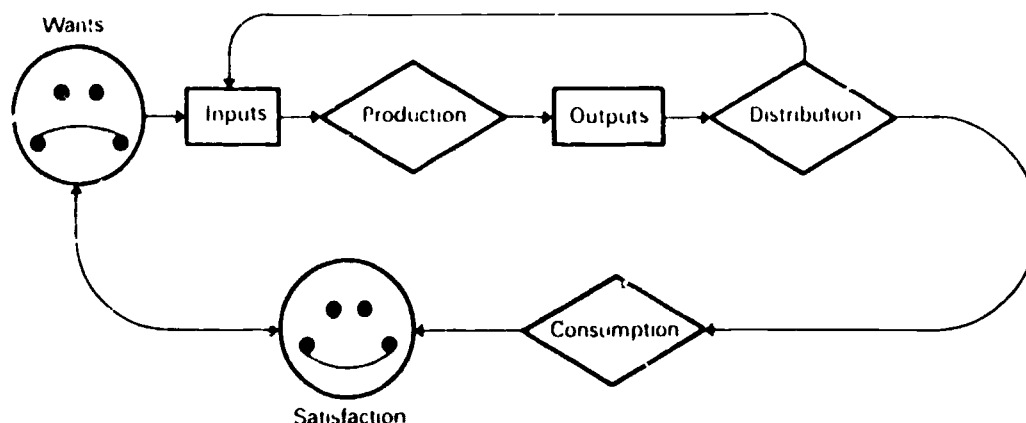 Wants
Inputs
Production
Outputs
Distribution
Consumption
Satisfaction